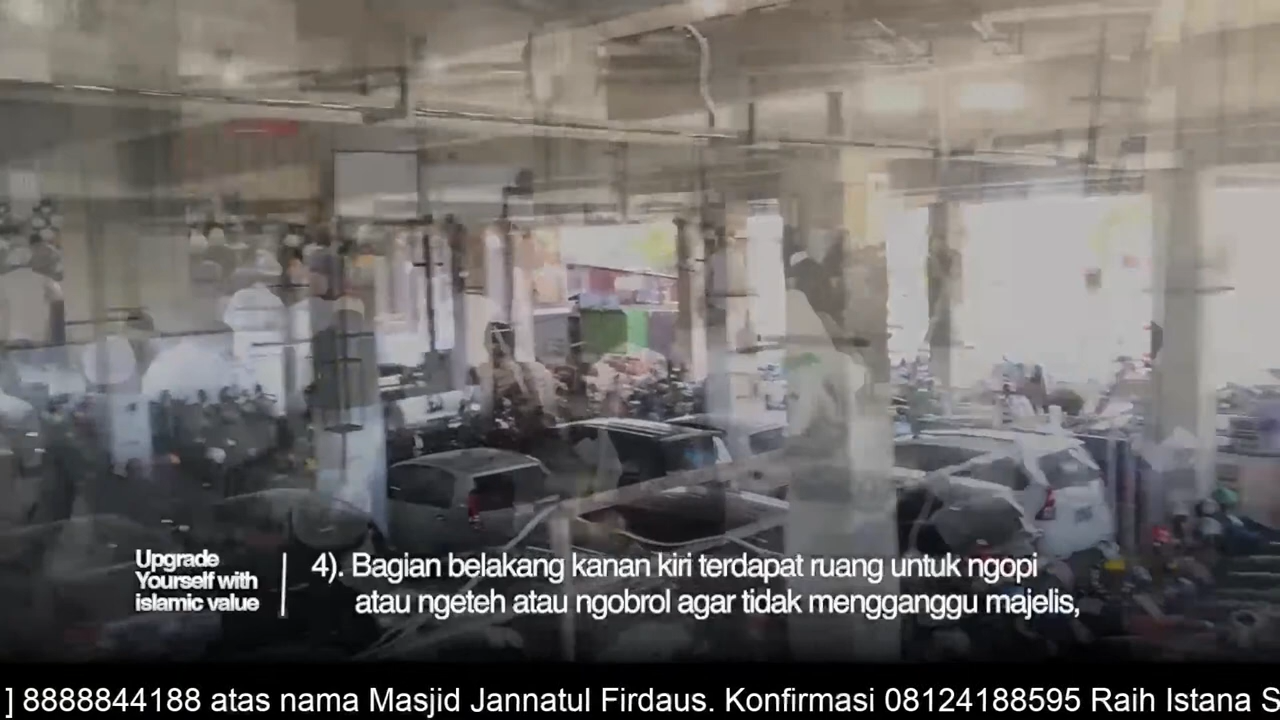 Upgrade
Yourself with
islamic value
4). Bagian belakang kanan kiri terdapat ruang untuk ngopi
atau ngeteh atau ngobrol agar tidak mengganggu majelis,
] 8888844188 atas nama Masjid Jannatul Firdaus. Konfirmasi 08124188595 Raih Istana S